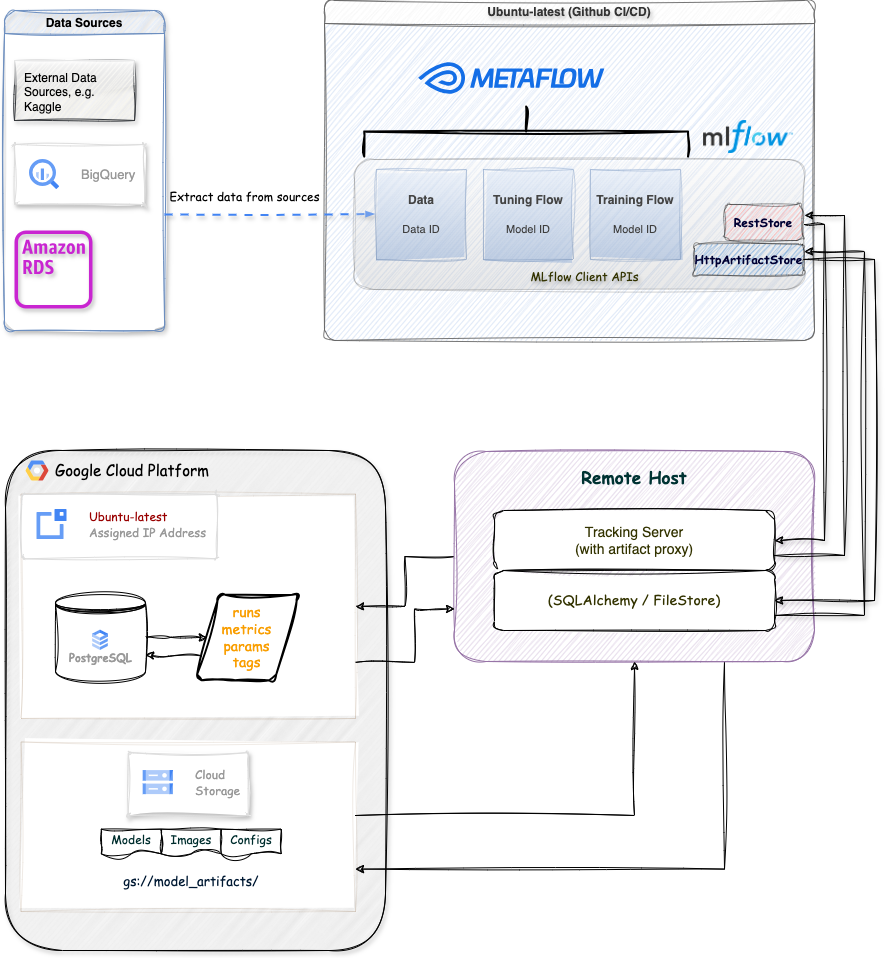 Data Sources
External Data
Sources, e.g.
Kaggle
BigQuery
Amazon
RDS
Extract data from sources
Ubuntu-latest (Github CI/CD)
METAFLOW
mlflow
Data
Data ID
Tuning Flow
Model ID
Training Flow
Model ID
RestStore
HttpArtifactStore
MLflow Client APIs
Google Cloud Platform
Ubuntu-latest
Assigned IP Address
PostgreSQL
runs
metrics
params
tags
Cloud
Storage
Models
Images
Configs
gs://model_artifacts/
Remote Host
Tracking Server
(with artifact proxy)
(SQLAlchemy / FileStore)